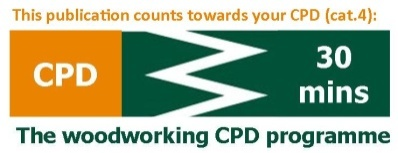 This publication counts towards your CPD (cat.4):
CPD
30
mins
The woodworking CPD programme